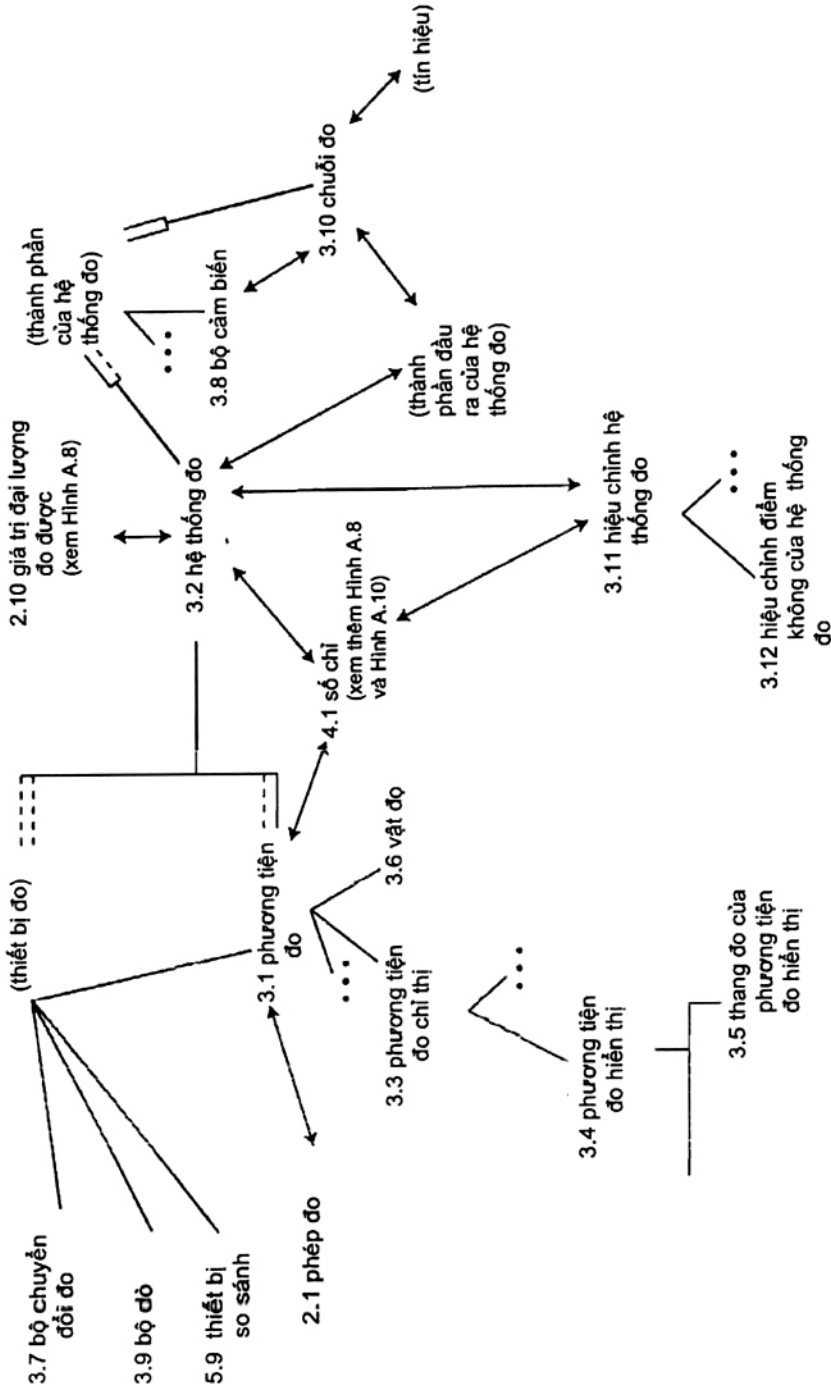 2.10 giá trị đại lượng
đo được
(xem Hình A.8)
(thành phần
của hệ
thống đo)
(thiết bị đo)
3.2 hệ thống đo
3.8 bộ cảm biến
3.10 chuỗi đo
(tín hiệu)
3.7 bộ chuyển
đổi đo
3.9 bộ dò
5.9 thiết bị
so sánh
2.1 phép đo
3.1 phương tiện
đo
4.1 số chỉ
(xem thêm Hình A.8
và Hình A.10)
(thành
phần đầu
ra của hệ
thống đo)
3.3 phương tiện
đo chỉ thị
3.6 vật đọ
3.11 hiệu chỉnh hệ
thống đo
3.4 phương tiện
đo hiển thị
3.5 thang đo của
phương tiện
đo hiển thị
3.12 hiệu chỉnh điểm
không của hệ thống
đo